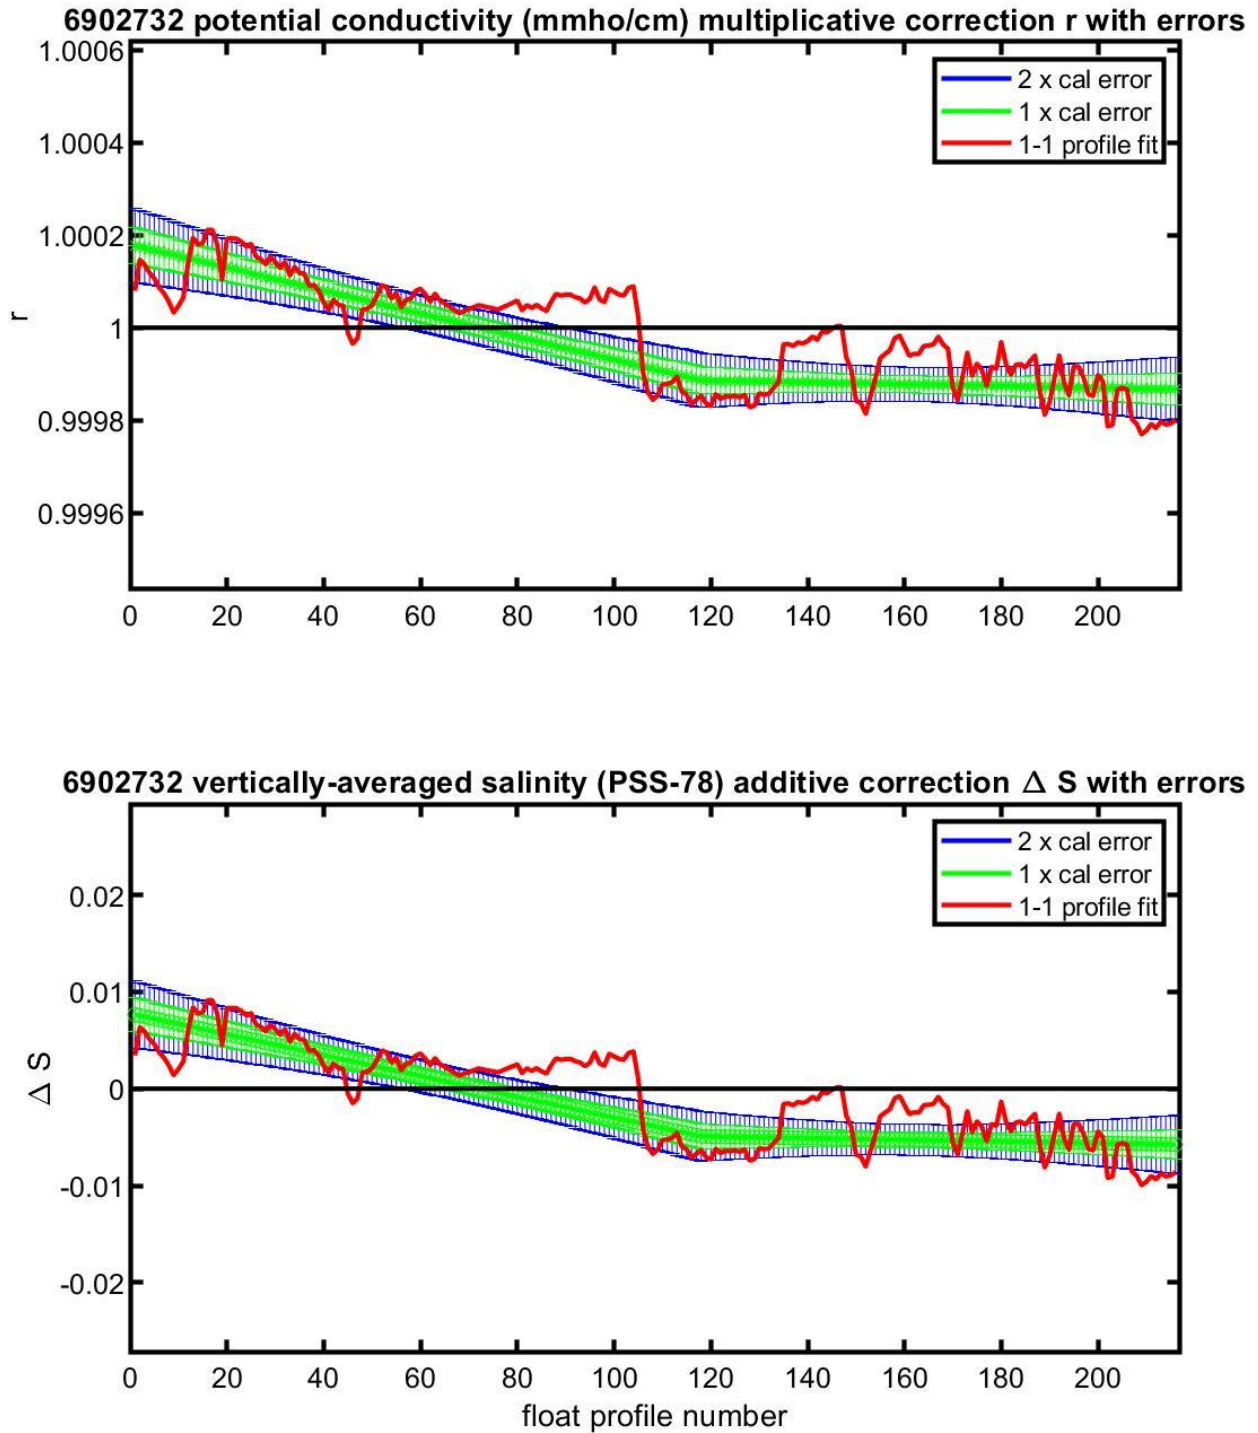 6902732 potential conductivity (mmho/cm) multiplicative correction r with errors
1.0006
1.0004
1.0002
1
0.9998
0.9996
r
2 x cal error
1 x cal error
1-1 profile fit
0 20 40 60 80 100 120 140 160 180 200
6902732 vertically-averaged salinity (PSS-78) additive correction Δ S with errors
0.02
0.01
0
-0.01
-0.02
Δ S
2 x cal error
1 x cal error
1-1 profile fit
0 20 40 60 80 100 120 140 160 180 200
float profile number